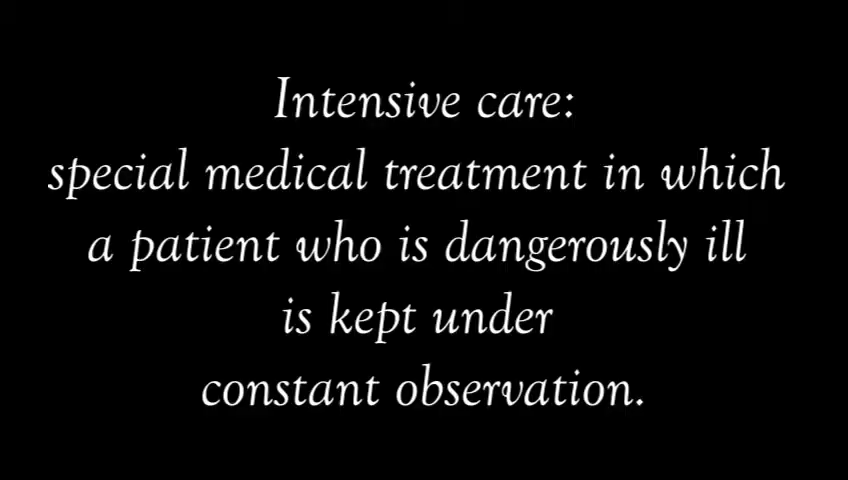 Intensive care:
special medical treatment in which
a patient who is dangerously ill
is kept under
constant observation.